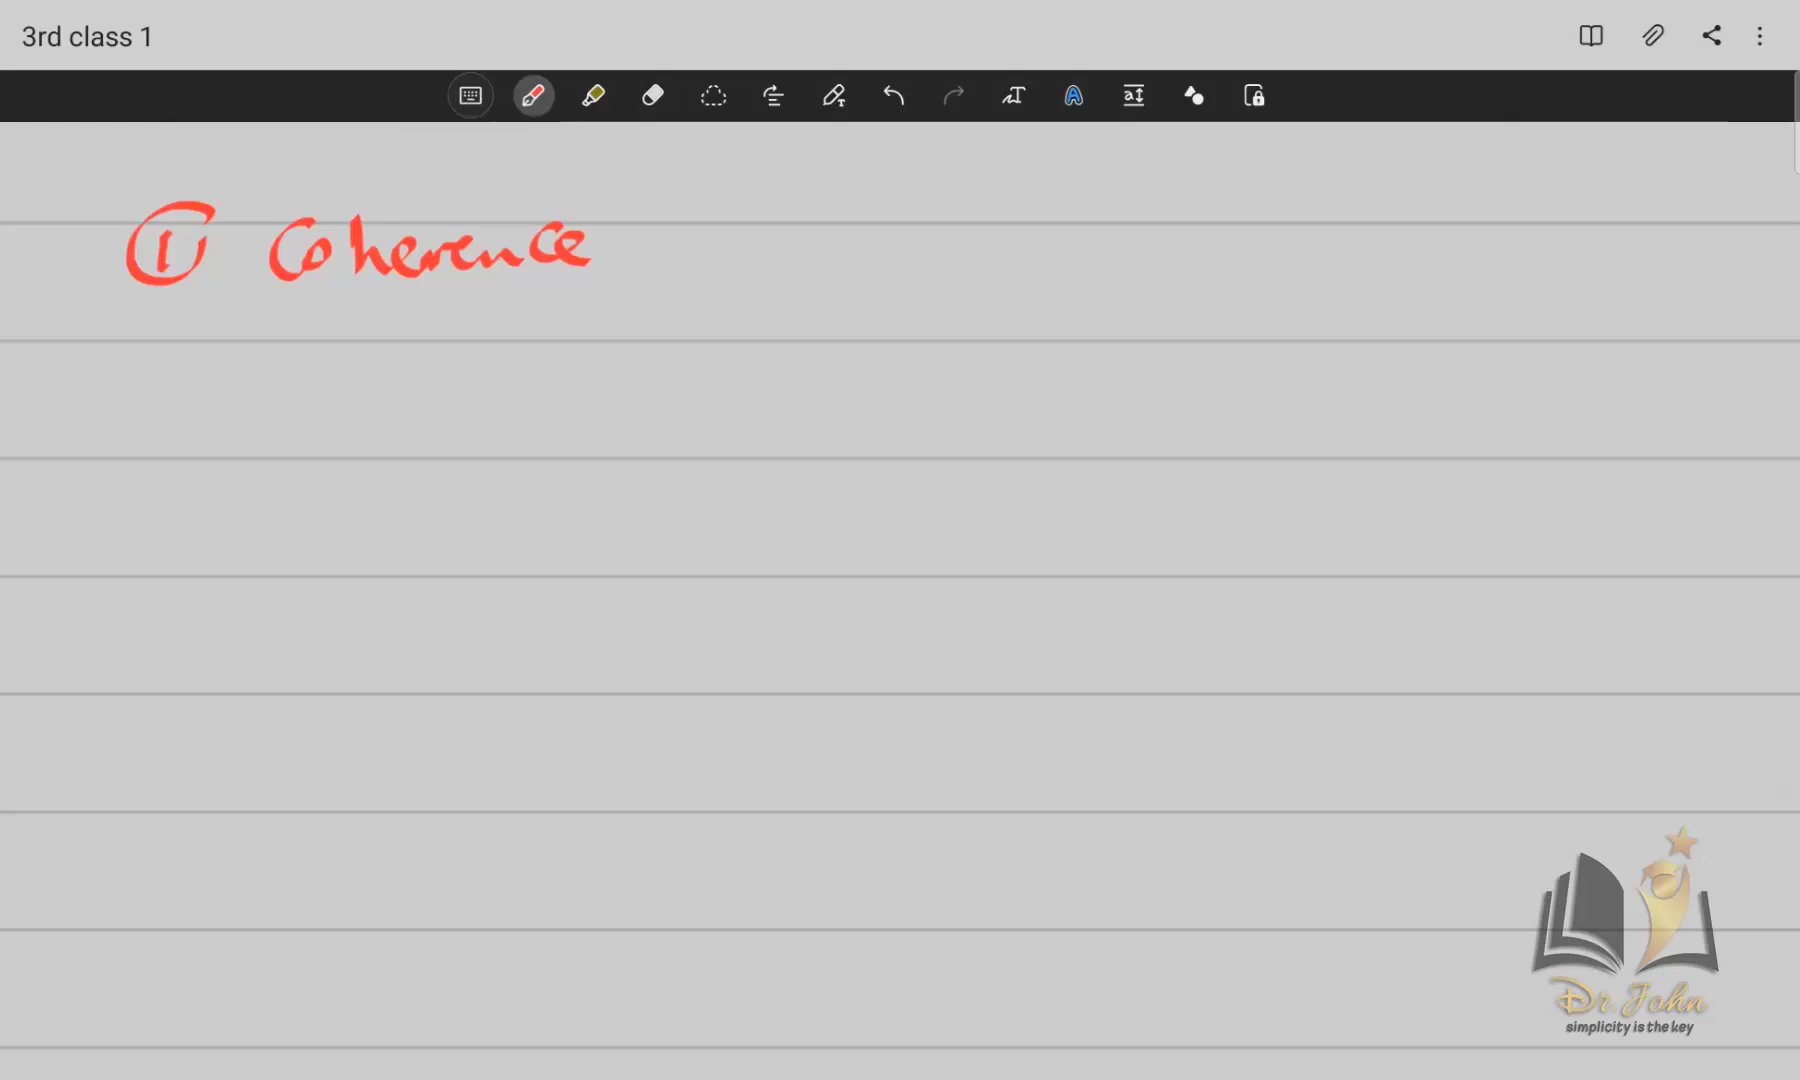 3rd class 1
① Coherence
Dr. John
simplicity is the key